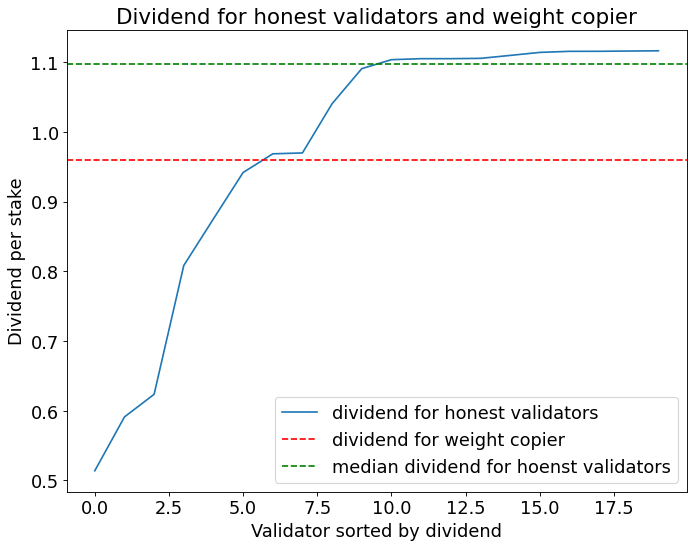 Dividend for honest validators and weight copier
Dividend per stake
1.1
1.0
0.9
0.8
0.7
0.6
0.5
dividend for honest validators
dividend for weight copier
median dividend for hoenst validators
0.0 2.5 5.0 7.5 10.0 12.5 15.0 17.5
Validator sorted by dividend